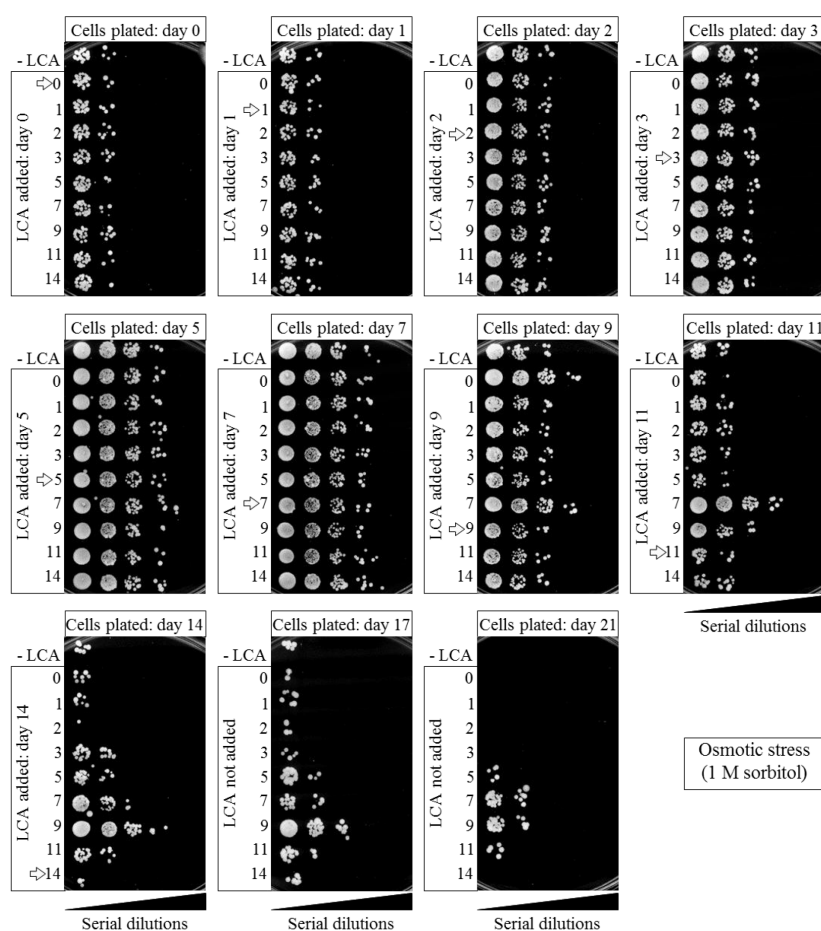 Cells plated: day 0
- LCA
LCA added: day 0
0
1
2
3
5
7
9
11
14
Cells plated: day 1
- LCA
LCA added: day 1
0
1
2
3
5
7
9
11
14
Cells plated: day 2
- LCA
LCA added: day 2
0
1
2
3
5
7
9
11
14
Cells plated: day 3
- LCA
LCA added: day 3
0
1
2
3
5
7
9
11
14
Cells plated: day 5
- LCA
LCA added: day 5
0
1
2
3
5
7
9
11
14
Cells plated: day 7
- LCA
LCA added: day 7
0
1
2
3
5
7
9
11
14
Cells plated: day 9
- LCA
LCA added: day 9
0
1
2
3
5
7
9
11
14
Cells plated: day 11
- LCA
LCA added: day 11
0
1
2
3
5
7
9
11
14
Serial dilutions
Cells plated: day 14
- LCA
LCA added: day 14
0
1
2
3
5
7
9
11
14
Serial dilutions
Cells plated: day 17
- LCA
LCA not added
0
1
2
3
5
7
9
11
14
Serial dilutions
Cells plated: day 21
- LCA
LCA not added
0
1
2
3
5
7
9
11
14
Serial dilutions
Osmotic stress
(1 M sorbitol)